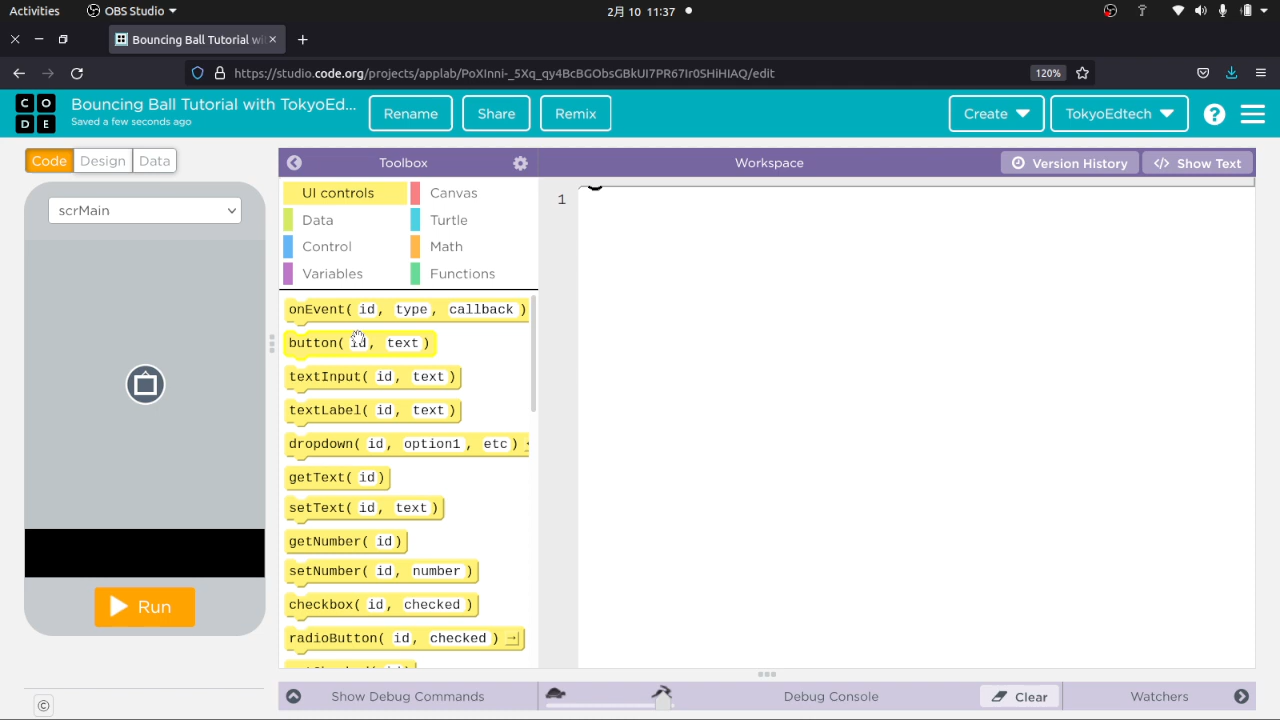 Activities OBS Studio 2月 10 11:37
Bouncing Ball Tutorial wi
https://studio.code.org/projects/applab/PoXInni-_5Xq_qy4BcBGObsGBkUI7PR67Ir0SHiHIAQ/edit 120%
C O D E
Bouncing Ball Tutorial with TokyoEd...
Saved a few seconds ago
Rename Share Remix Create TokyoEdtech ?
Code Design Data
Toolbox Workspace Version History </> Show Text
scrMain
UI controls Canvas
Data Turtle
Control Math
Variables Functions
1
onEvent( id, type, callback )
button( id, text )
textInput( id, text )
textLabel( id, text )
dropdown( id, option1, etc )
getText( id )
setText( id, text )
getNumber( id )
setNumber( id, number )
checkbox( id, checked )
radioButton( id, checked )
Run
Show Debug Commands Debug Console Clear Watchers
©